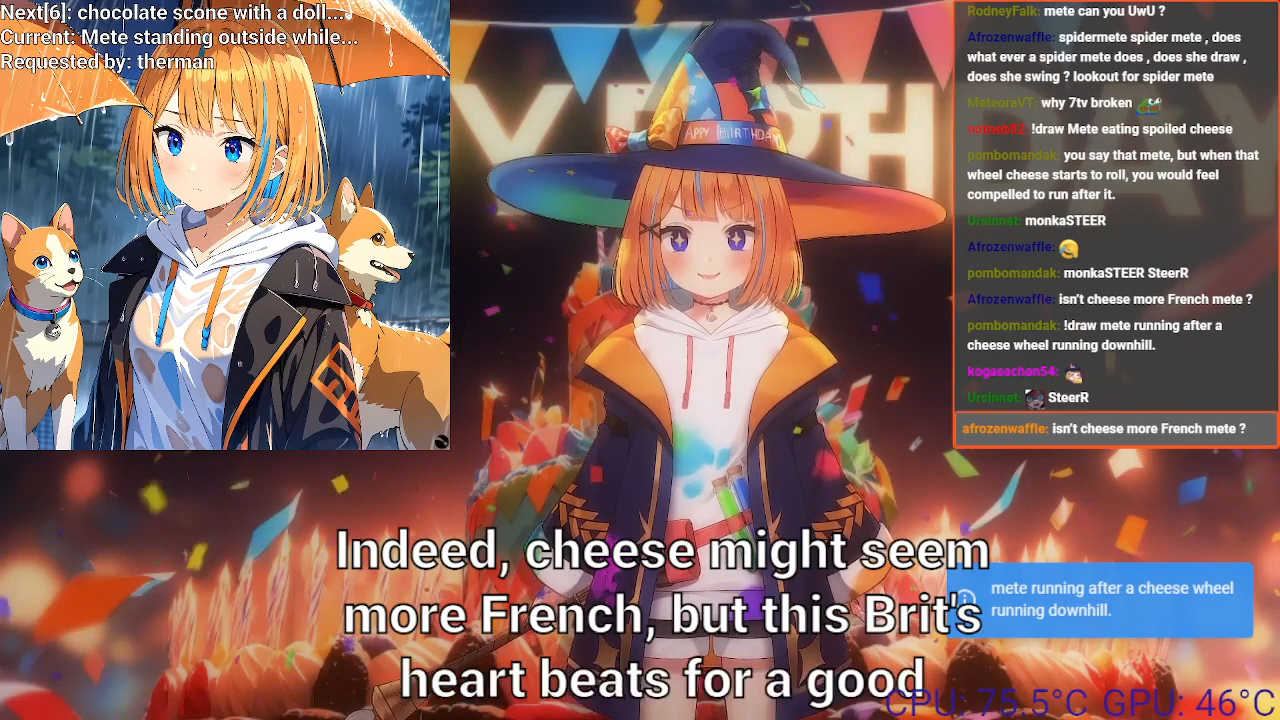 Next[6]: chocolate scone with a doll...
Current: Mete standing outside while...
Requested by: therman
APPY BIRTHDAY
RodneyFalk: mete can you UwU ?
Afrozenwaffle: spidermete spider mete , does
what ever a spider mete does , does she draw ,
does she swing ? lookout for spider mete
MeteoraVT: why 7tv broken
!draw Mete eating spoiled cheese
pombomandak: you say that mete, but when that
wheel cheese starts to roll, you would feel
compelled to run after it.
Ursinnet: monkaSTEER
Afrozenwaffle:
pombomandak: monkaSTEER SteerR
Afrozenwaffle: isn't cheese more French mete ?
pombomandak: !draw mete running after a
cheese wheel running downhill.
kogasachan54:
Ursinnet: SteerR
afrozenwaffle: isn't cheese more French mete ?
Indeed, cheese might seem
more French, but this Brit's
heart beats for a good
mete running after a cheese wheel
running downhill.
CPU: 75.5°C GPU: 46°C